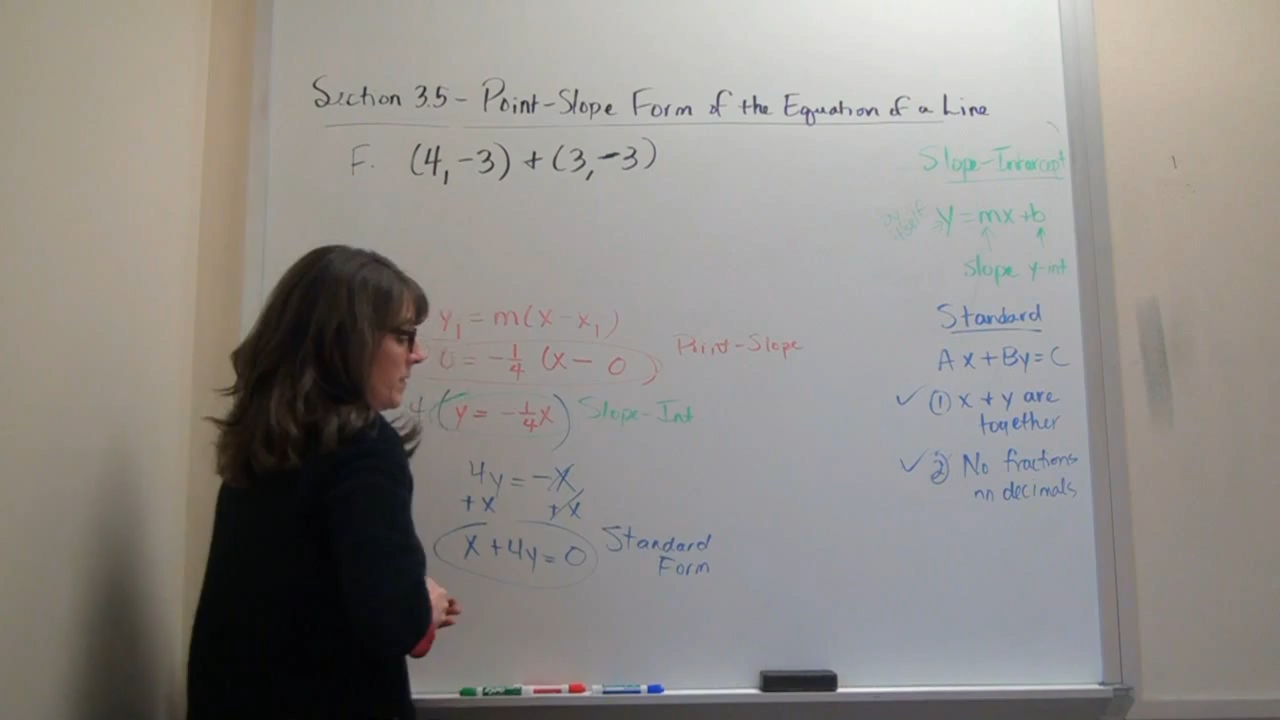 Section 3.5 - Point-Slope Form of the Equation of a Line
F. (4, -3) + (3, -3)
y₁ = m(x - x₁)
0 = -1/4 (x - 0)
Point-Slope
4(y = -1/4x) Slope-Int
4y = -x
+x +x
x + 4y = 0
Standard
Form
Slope-Intercept
y = mx + b
Slope y-int
Standard
Ax + By = C
✓ ① x + y are
together
✓ ② No fractions
no decimals